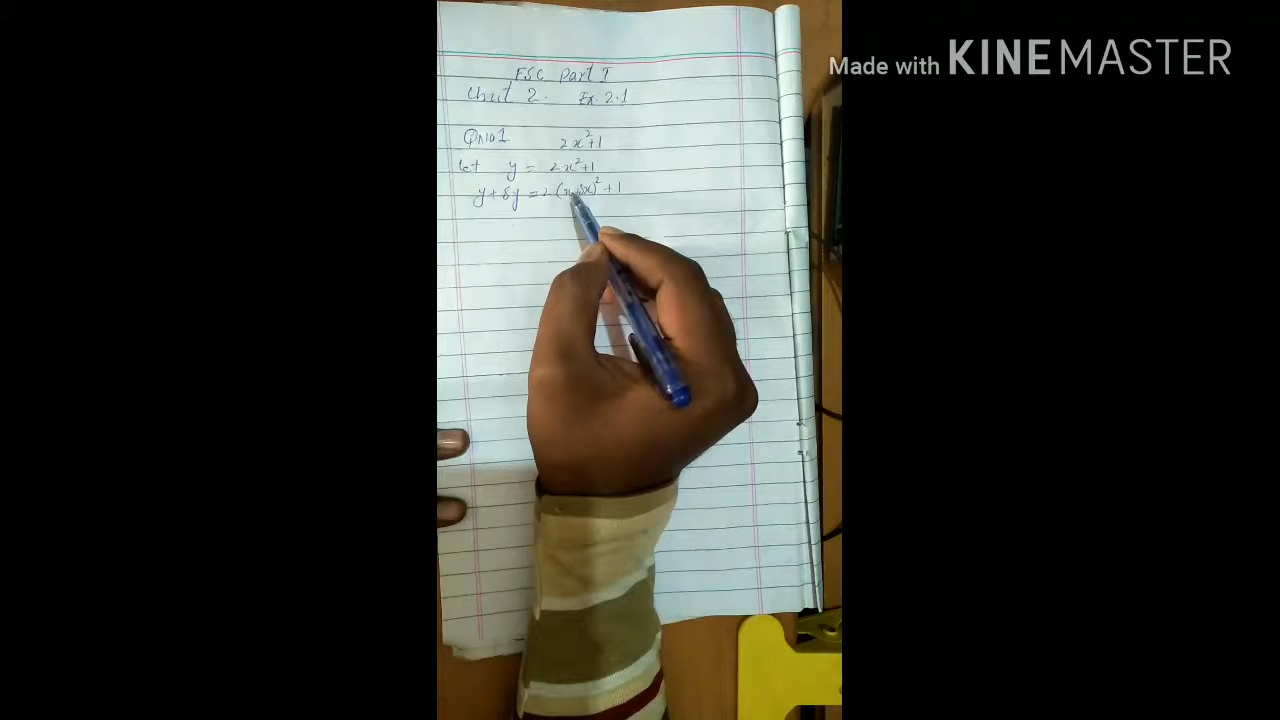 Made with KINEMASTER
FSC Part I
Unit 2. Ex. 2.1
Q no 1 2x²+1
let y = 2x²+1
y + δy = 2(x+δx)² + 1